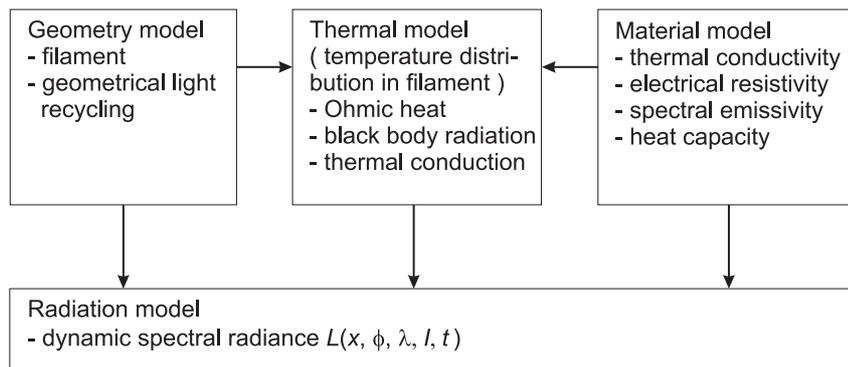 Geometry model
- filament
- geometrical light
recycling
Thermal model
( temperature distri-
bution in filament )
- Ohmic heat
- black body radiation
- thermal conduction
Material model
- thermal conductivity
- electrical resistivity
- spectral emissivity
- heat capacity
Radiation model
- dynamic spectral radiance L(x, ϕ, λ, I, t )